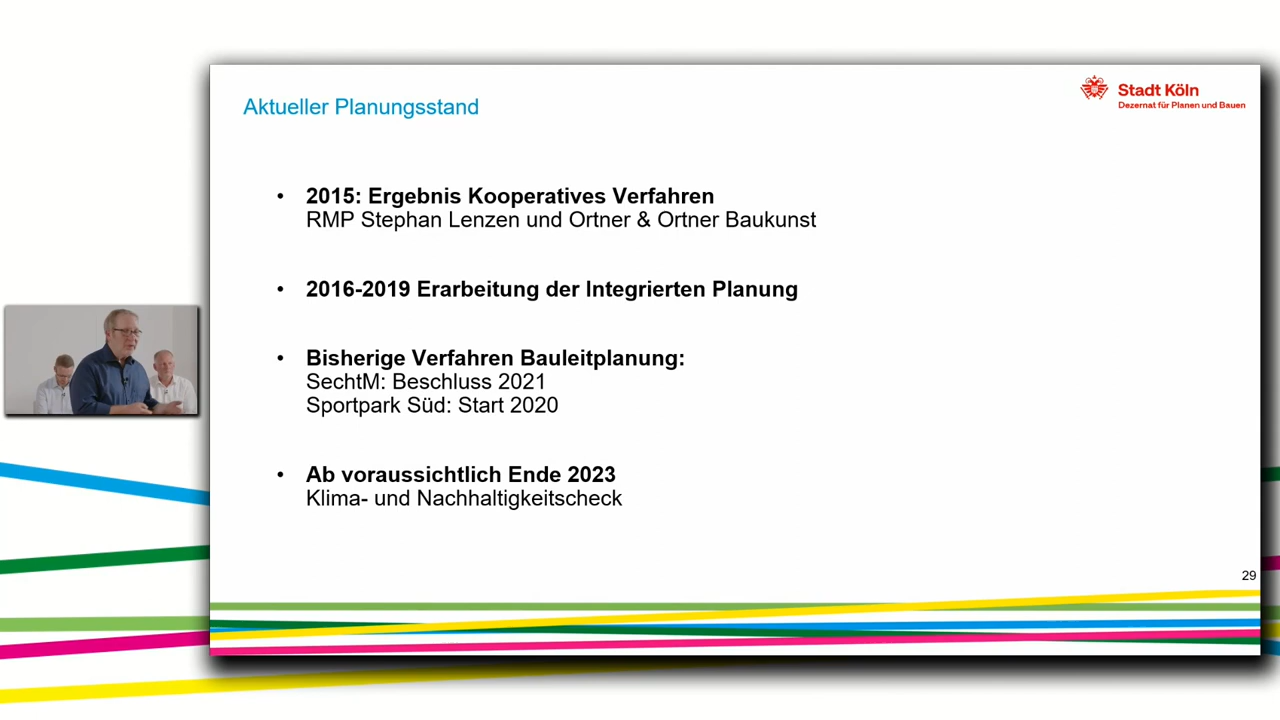 Aktueller Planungsstand
Stadt Köln
Dezernat für Planen und Bauen
• 2015: Ergebnis Kooperatives Verfahren
RMP Stephan Lenzen und Ortner & Ortner Baukunst
• 2016-2019 Erarbeitung der Integrierten Planung
• Bisherige Verfahren Bauleitplanung:
SechtM: Beschluss 2021
Sportpark Süd: Start 2020
• Ab voraussichtlich Ende 2023
Klima- und Nachhaltigkeitscheck
29